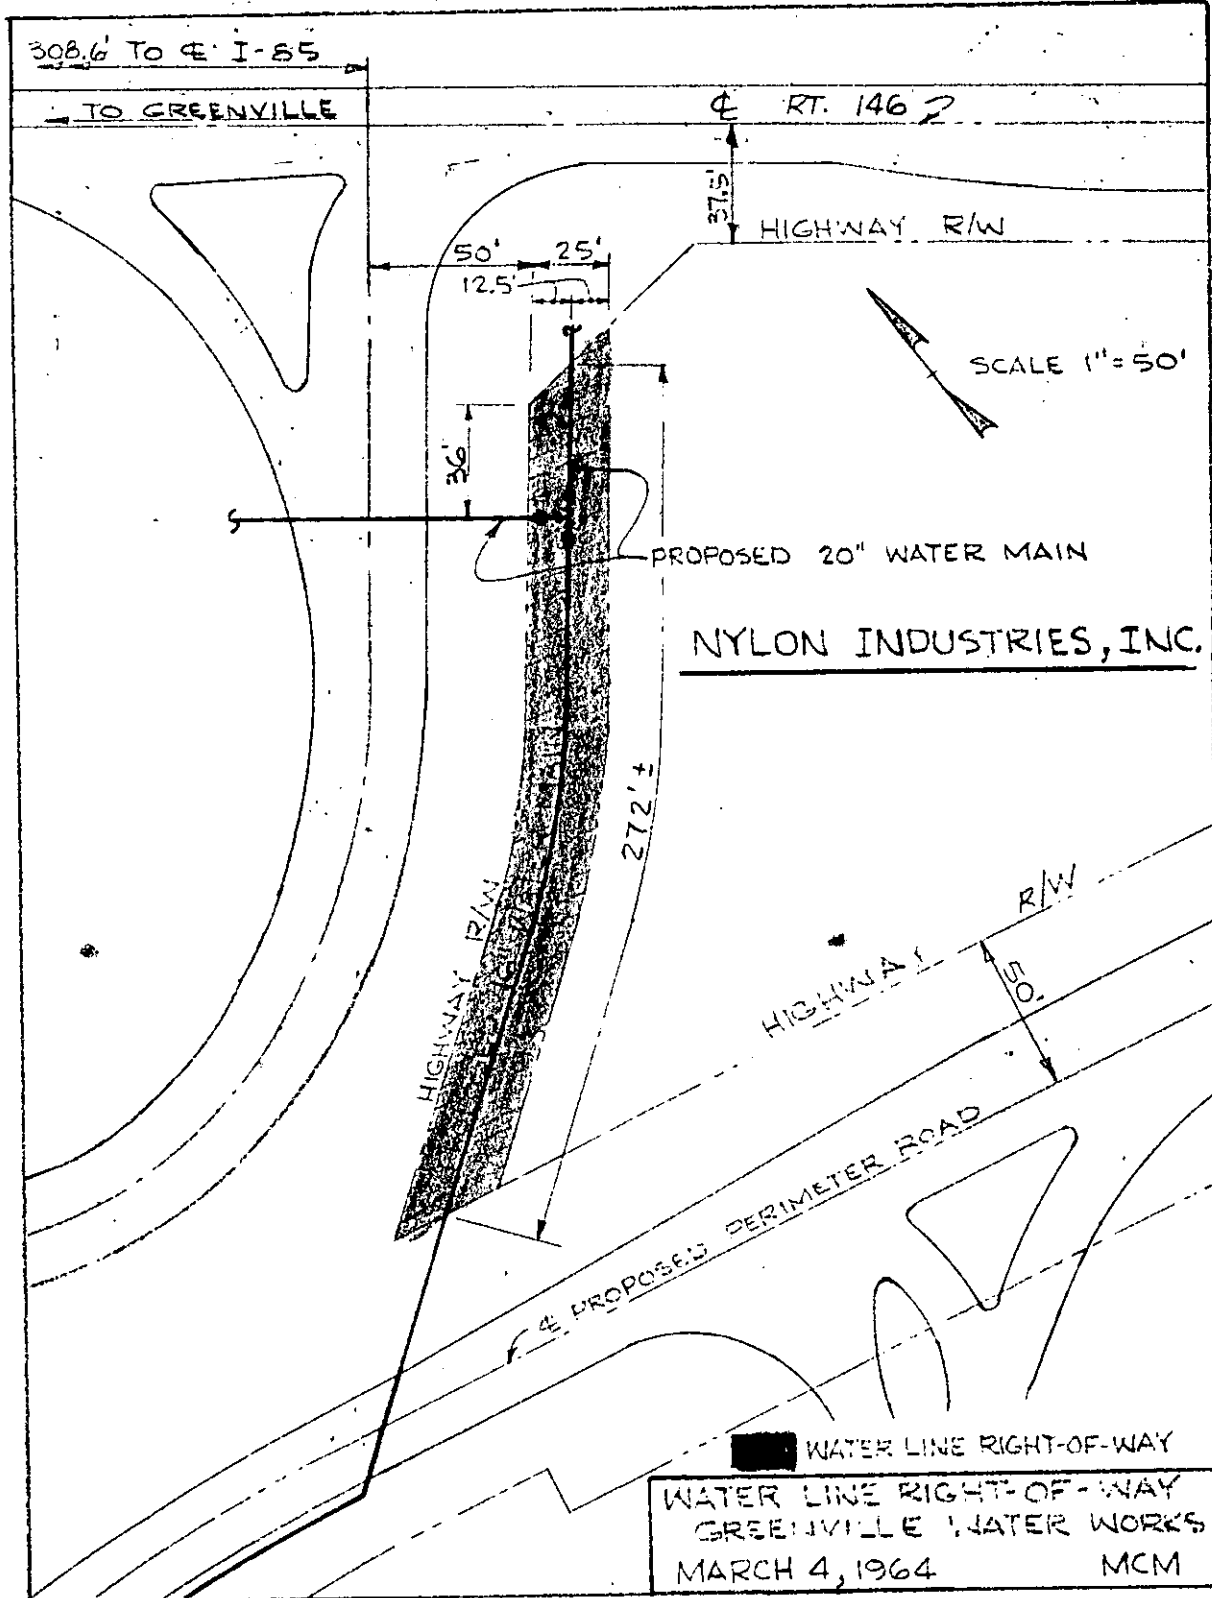 308.6' TO ℄ I-85
TO GREENVILLE
℄ RT. 146
37.5'
HIGHWAY R/W
50'
25'
12.5'
SCALE 1"=50'
36'
PROPOSED 20" WATER MAIN
NYLON INDUSTRIES, INC.
272' ±
HIGHWAY R/W
HIGHWAY R/W
50'
℄ PROPOSED PERIMETER ROAD
WATER LINE RIGHT-OF-WAY
WATER LINE RIGHT-OF-WAY
GREENVILLE WATER WORKS
MARCH 4, 1964 MCM